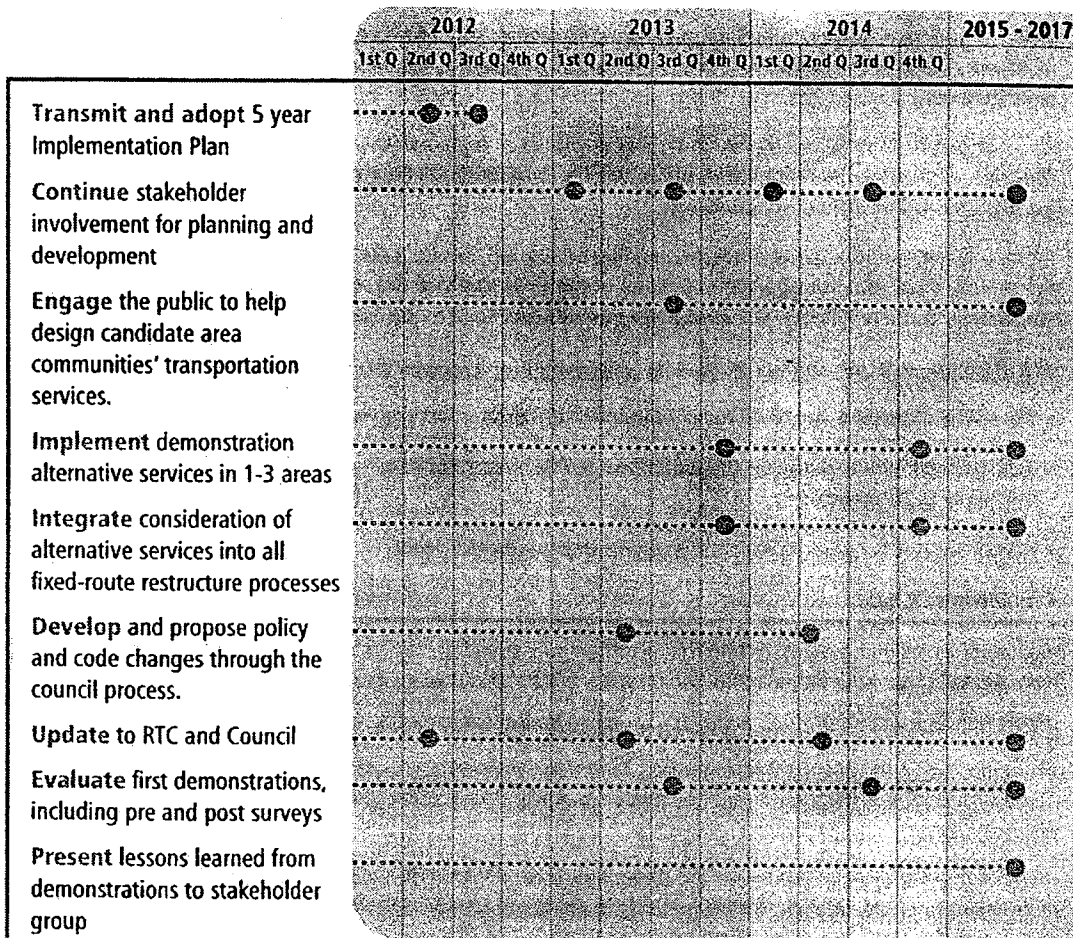 2012 2013 2014 2015 - 2017
1st Q 2nd Q 3rd Q 4th Q 1st Q 2nd Q 3rd Q 4th Q 1st Q 2nd Q 3rd Q 4th Q
Transmit and adopt 5 year
Implementation Plan
Continue stakeholder
involvement for planning and
development
Engage the public to help
design candidate area
communities' transportation
services.
Implement demonstration
alternative services in 1-3 areas
Integrate consideration of
alternative services into all
fixed-route restructure processes
Develop and propose policy
and code changes through the
council process.
Update to RTC and Council
Evaluate first demonstrations,
including pre and post surveys
Present lessons learned from
demonstrations to stakeholder
group